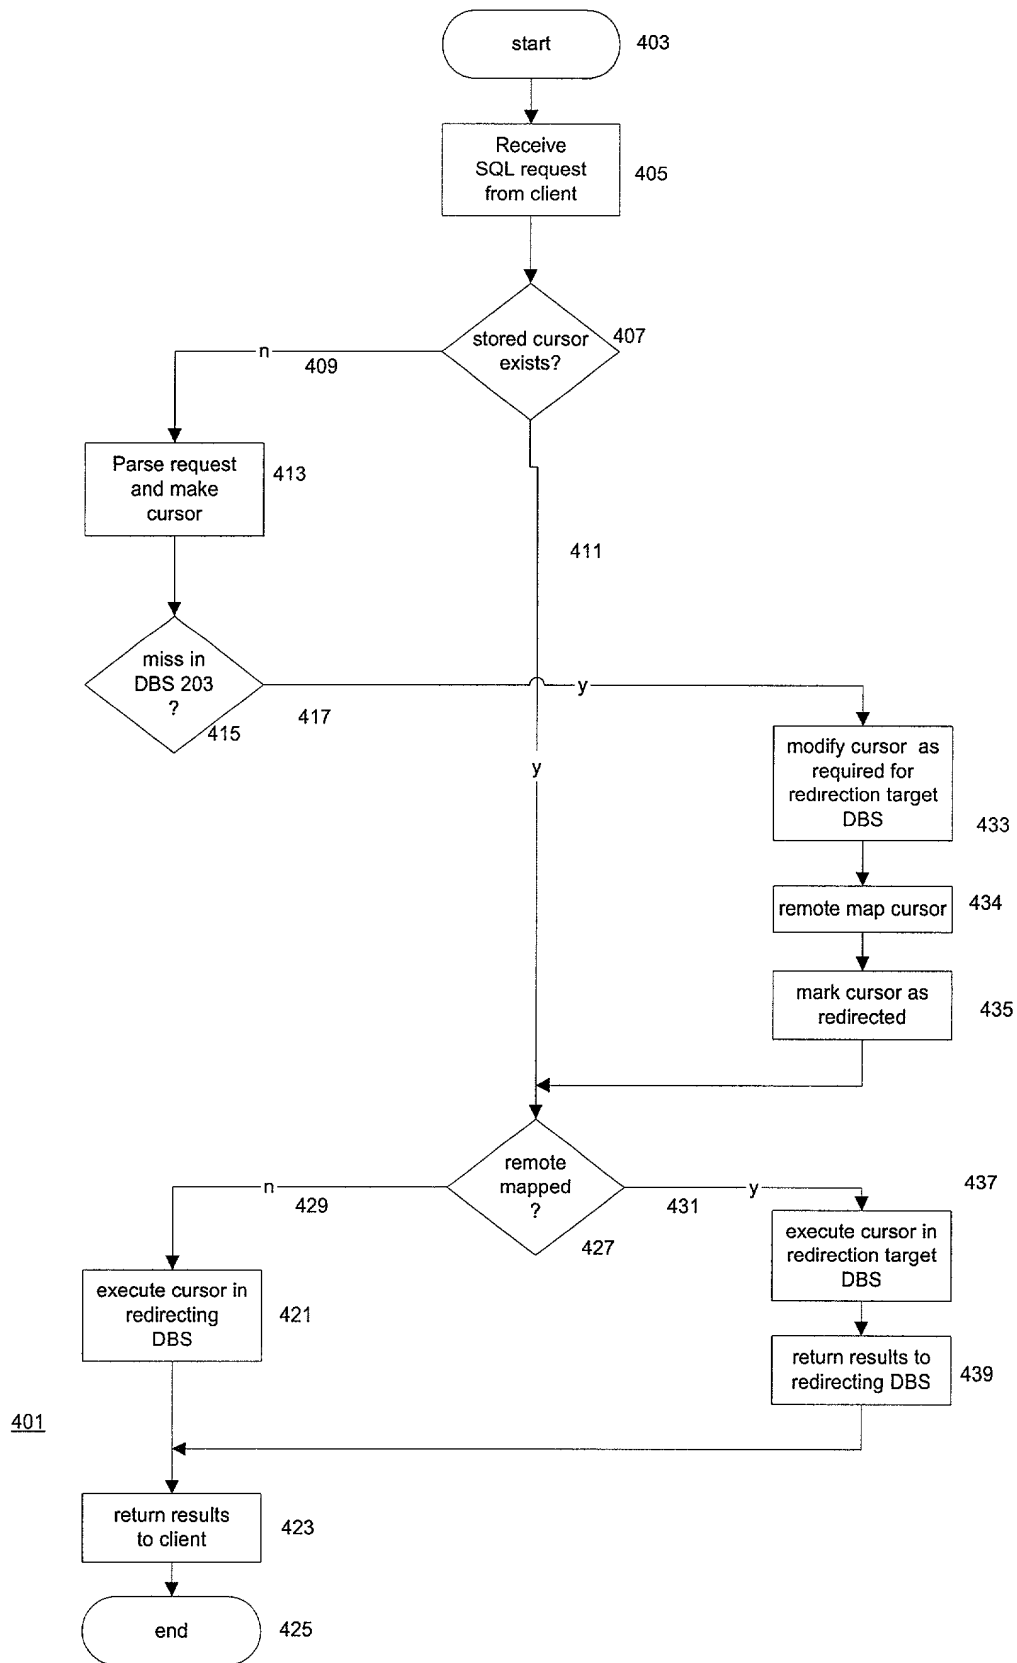 start
403
Receive
SQL request
from client
405
stored cursor
exists?
407
n
409
Parse request
and make
cursor
413
411
miss in
DBS 203
?
415
417
y
y
modify cursor as
required for
redirection target
DBS
433
remote map cursor
434
mark cursor as
redirected
435
remote
mapped
?
427
n
429
431
y
437
execute cursor in
redirection target
DBS
execute cursor in
redirecting
DBS
421
return results to
redirecting DBS
439
401
return results
to client
423
end
425